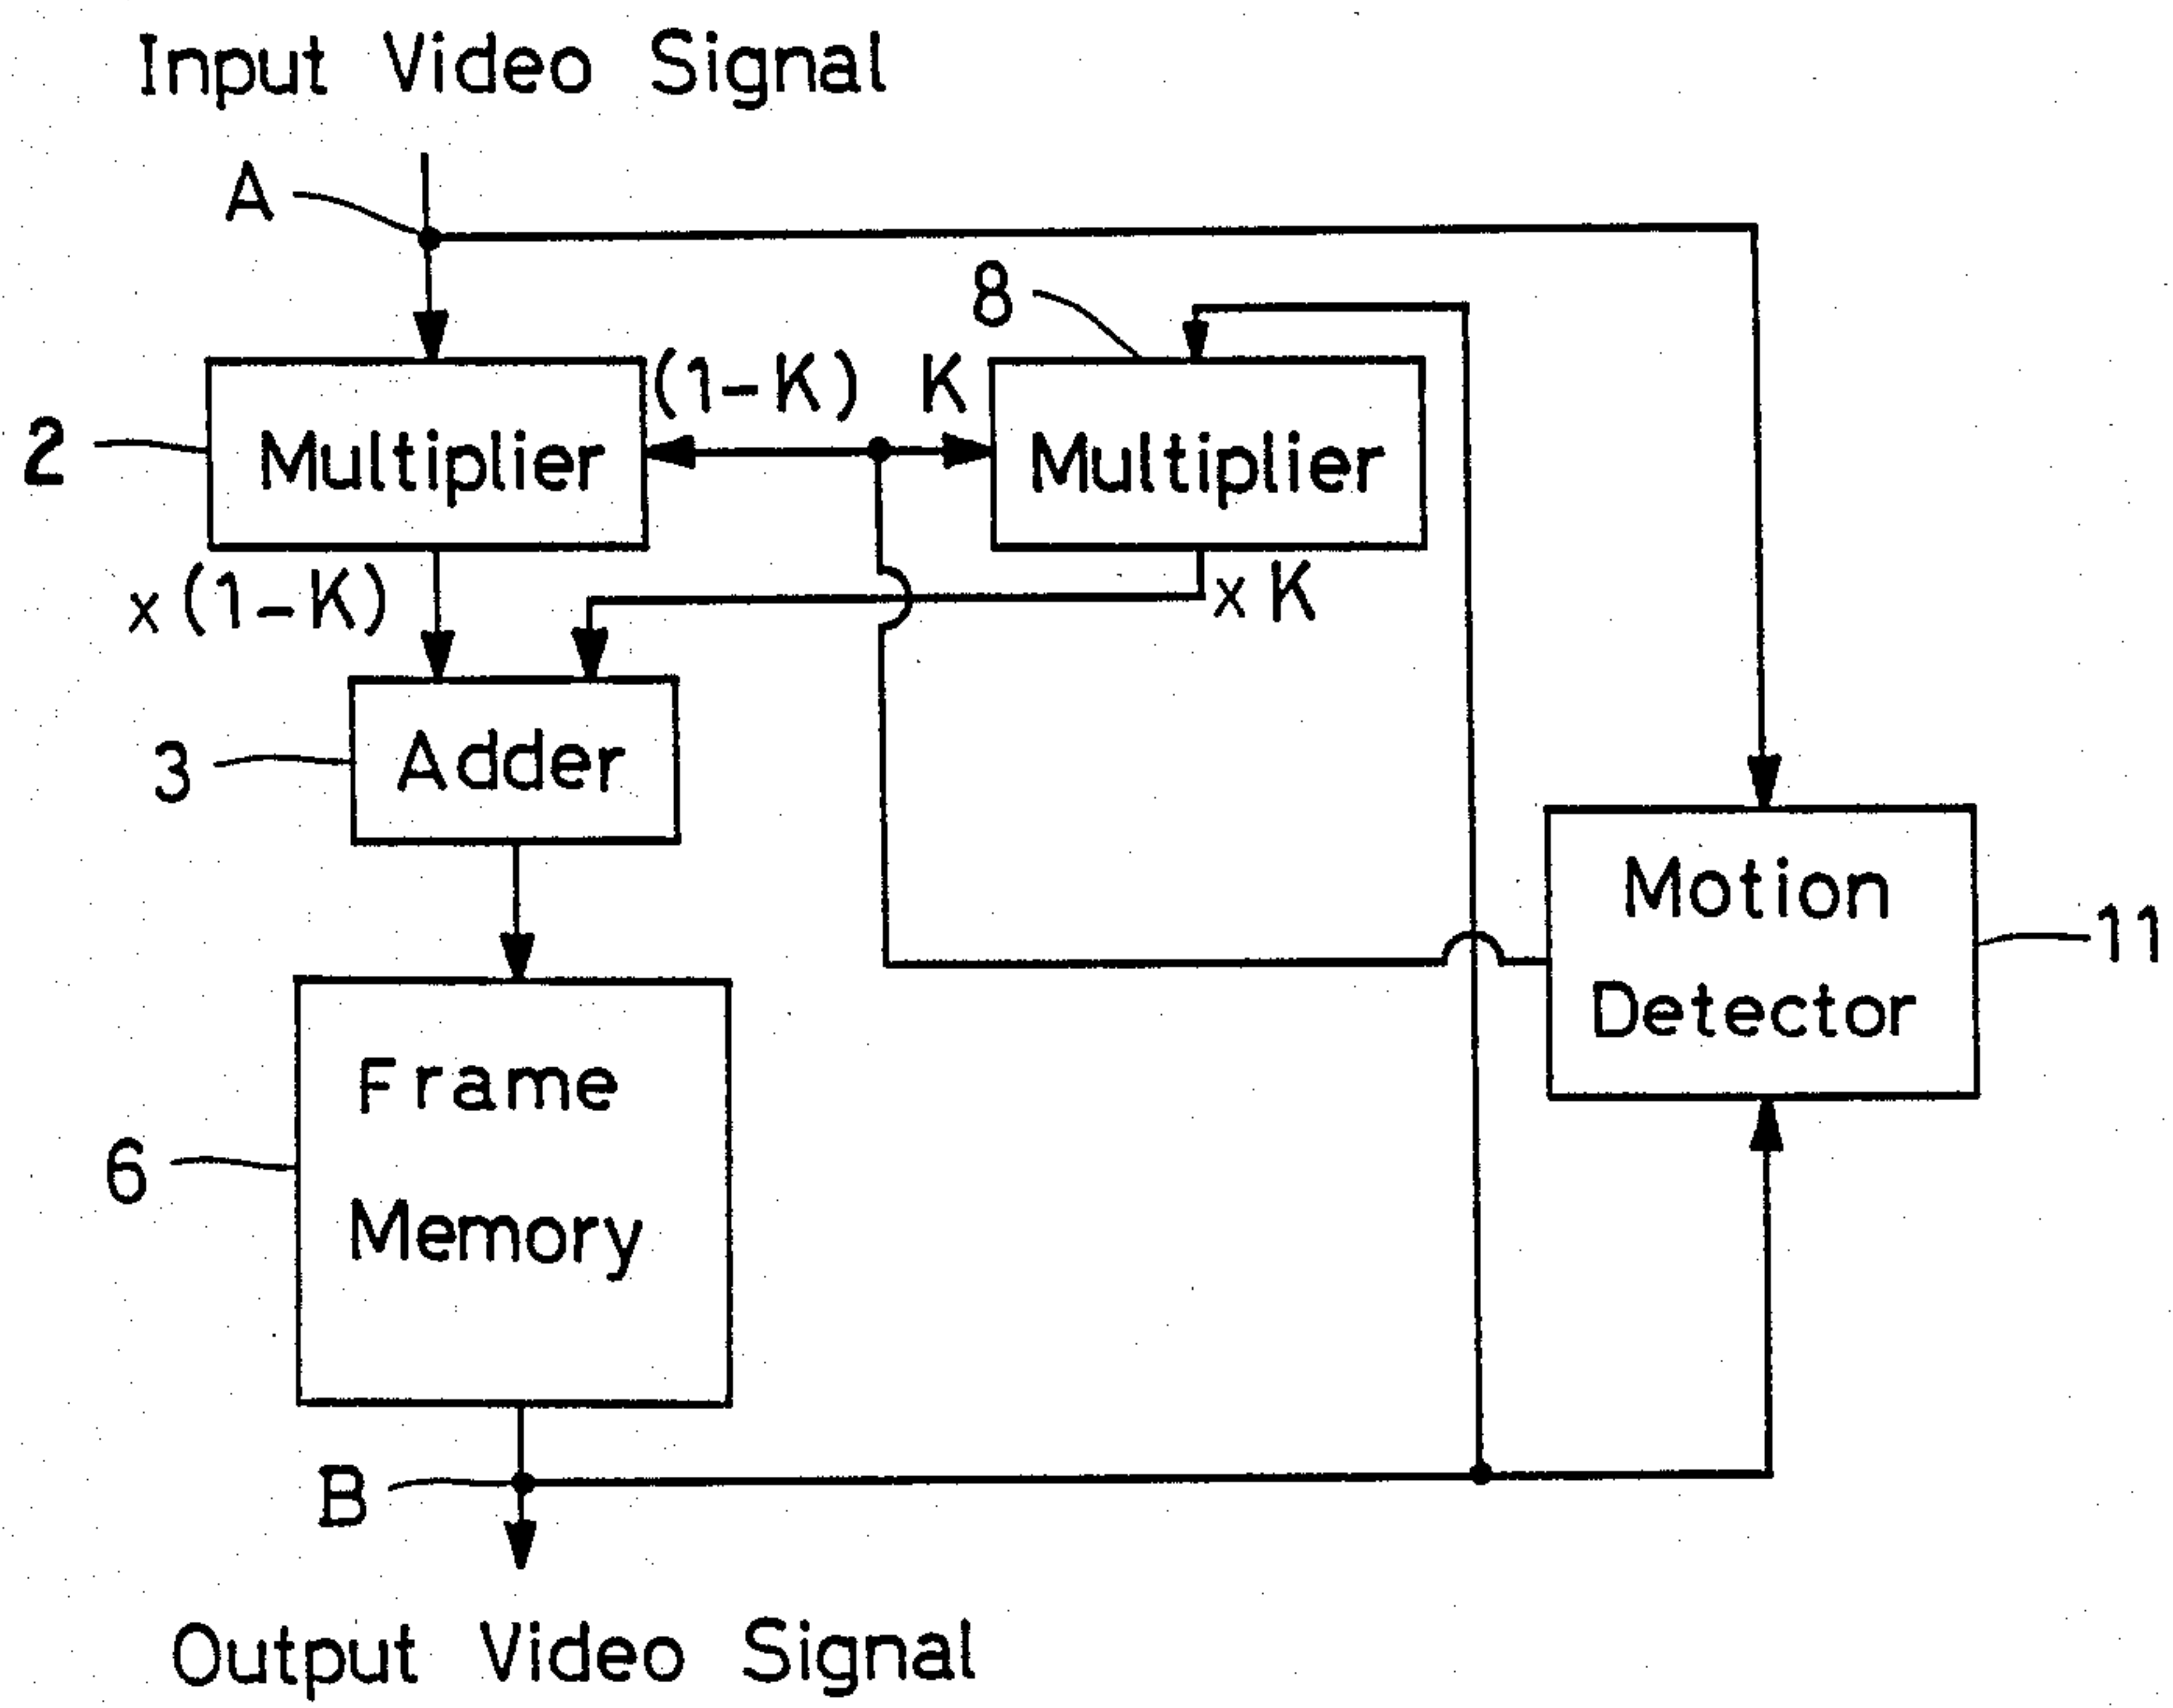 Input Video Signal
A
8
(1-K) K
2
Multiplier
Multiplier
x(1-K)
xK
3
Adder
Motion
Detector
11
Frame
Memory
6
B
Output Video Signal